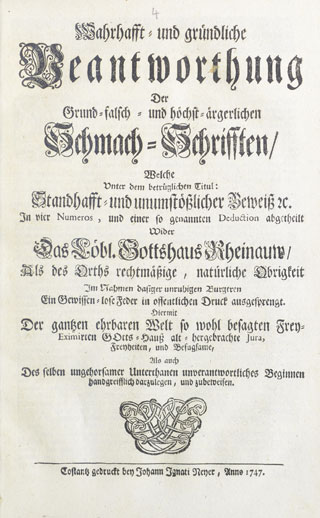 4
Wahrhafft- und gründliche
Beantworthung
Der
Grund-falsch- und höchst-ärgerlichen
Schmach-Schrifften/
Welche
Unter dem betrüglichen Titul:
Standhafft- und unumstößlicher Beweiß ꝛc.
In vier Numeros, und einer so genannten Deduction abgetheilt
Wider
Das Löbl. Gottshaus Rheinauw/
Als des Orths rechtmäßige, natürliche Obrigkeit
Im Nahmen dasiger unruhigen Burgeren
Ein Gewissen-lose Feder in offentlichen Druck ausgesprengt.
Hiermit
Der gantzen ehrbaren Welt so wohl besagten Frey-
Eximirten GOtts-Hauß alt-hergebrachte Jura,
Freyheiten, und Befugsame,
Als auch
Des selben ungehorsamer Unterthanen unverantwortliches Beginnen
handgreifflich darzulegen, und zubeweisen.
Costantz gedruckt bey Johann Ignati Neyer, Anno 1747.